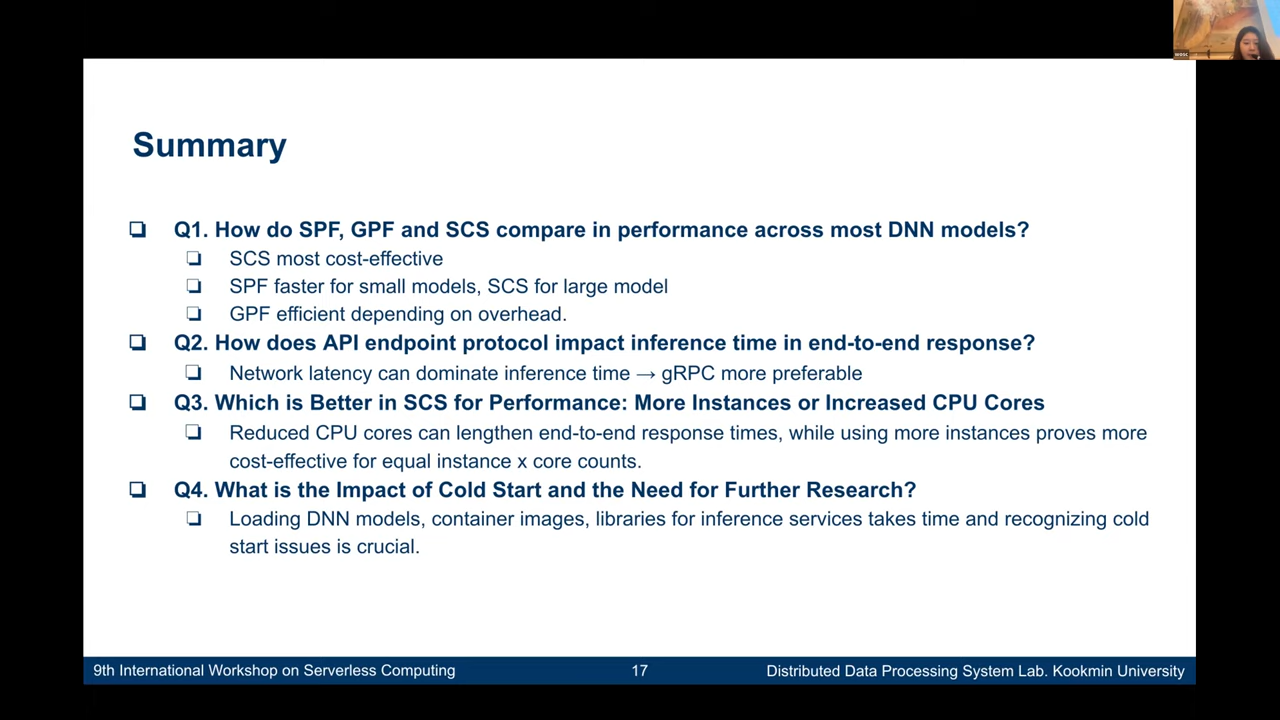 Summary
❏ Q1. How do SPF, GPF and SCS compare in performance across most DNN models?
❏ SCS most cost-effective
❏ SPF faster for small models, SCS for large model
❏ GPF efficient depending on overhead.
❏ Q2. How does API endpoint protocol impact inference time in end-to-end response?
❏ Network latency can dominate inference time → gRPC more preferable
❏ Q3. Which is Better in SCS for Performance: More Instances or Increased CPU Cores
❏ Reduced CPU cores can lengthen end-to-end response times, while using more instances proves more
cost-effective for equal instance x core counts.
❏ Q4. What is the Impact of Cold Start and the Need for Further Research?
❏ Loading DNN models, container images, libraries for inference services takes time and recognizing cold
start issues is crucial.
9th International Workshop on Serverless Computing
17
Distributed Data Processing System Lab. Kookmin University